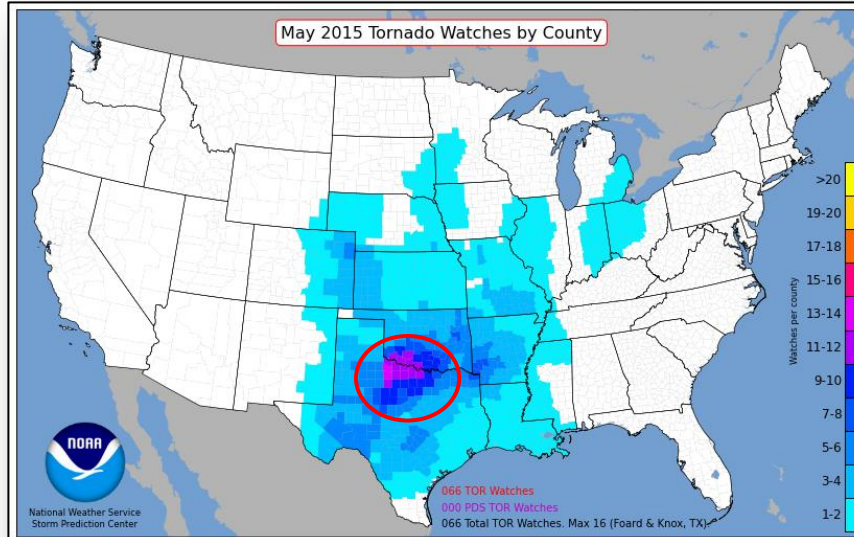 May 2015 Tornado Watches by County
>20
19-20
17-18
15-16
13-14
11-12
9-10
7-8
5-6
3-4
1-2
Watches per county
NOAA
National Weather Service
Storm Prediction Center
066 TOR Watches
000 PDS TOR Watches
066 Total TOR Watches. Max 16 (Foard & Knox, TX)